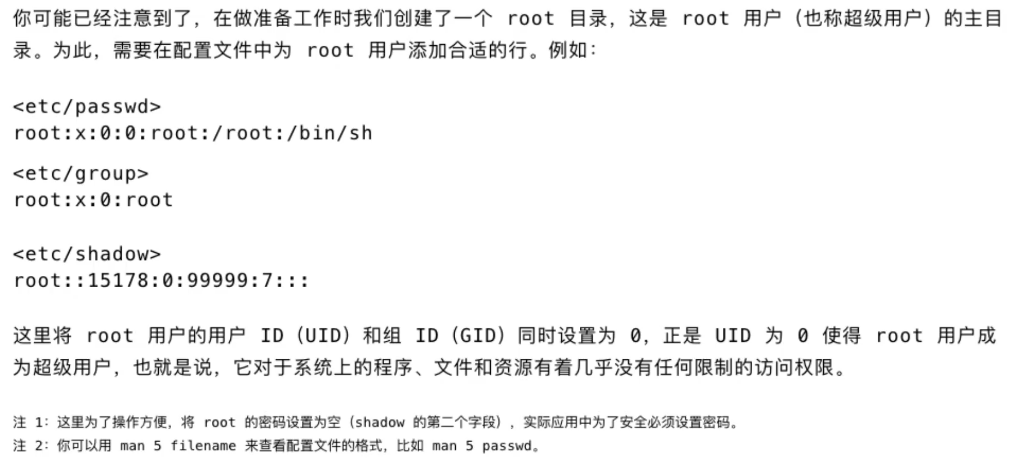 你可能已经注意到了，在做准备工作时我们创建了一个 root 目录，这是 root 用户（也称超级用户）的主目
录。为此，需要在配置文件中为 root 用户添加合适的行。例如：
<etc/passwd>
root:x:0:0:root:/root:/bin/sh
<etc/group>
root:x:0:root
<etc/shadow>
root::15178:0:99999:7:::
这里将 root 用户的用户 ID（UID）和组 ID（GID）同时设置为 0，正是 UID 为 0 使得 root 用户成
为超级用户，也就是说，它对于系统上的程序、文件和资源有着几乎没有任何限制的访问权限。
注 1：这里为了操作方便，将 root 的密码设置为空（shadow 的第二个字段），实际应用中为了安全必须设置密码。
注 2：你可以用 man 5 filename 来查看配置文件的格式，比如 man 5 passwd。